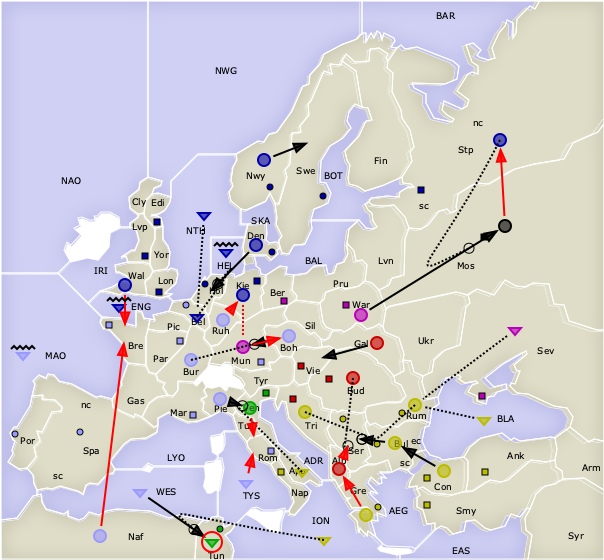 BAR
NWG
nc
Stp
Fin
NAO
Swe
BOT
Nwy
Cly
Edi
sc
SKA
Lvp
NTH
Den
Yor
HEL
BAL
Lvn
Mos
IRI
Wal
Lon
Hol
Kie
Ber
Pru
War
ENG
Bel
Pic
Ruh
Sil
Ukr
Bre
Boh
Gal
Sev
MAO
Par
Bur
Mun
Vie
Bud
Tyr
Gas
nc
Mar
Pie
Ven
Tri
Rum
BLA
Por
Spa
Tus
Ser
Bul
ec
LYO
Rom
Alb
sc
Ank
Arm
sc
Apu
ADR
Con
WES
TYS
Nap
Gre
AEG
Smy
ION
Naf
Tun
EAS
Syr